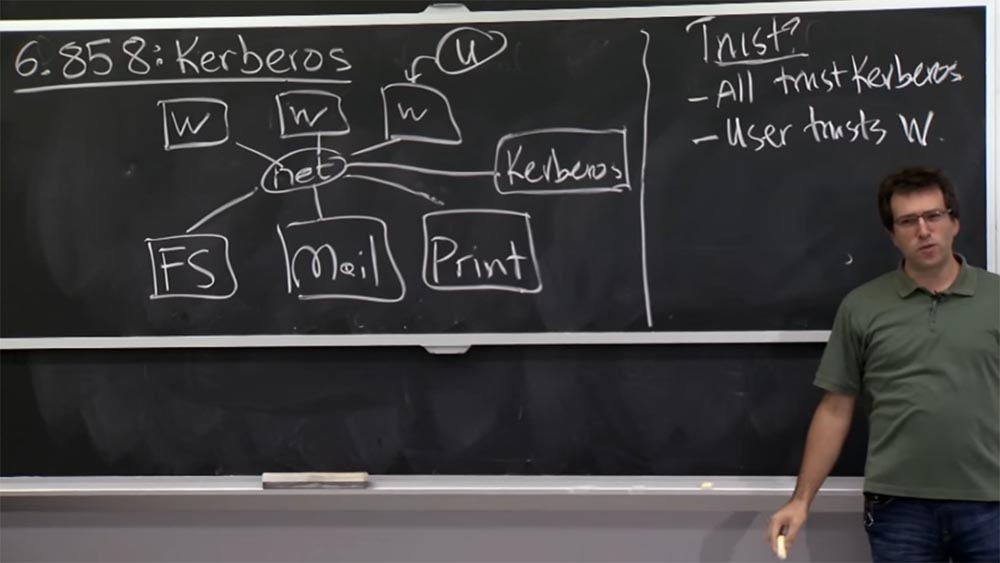 6.858: Kerberos
u
W
W
W
net
Kerberos
FS
Mail
Print
Trust?
- All trust Kerberos
- User trusts W.